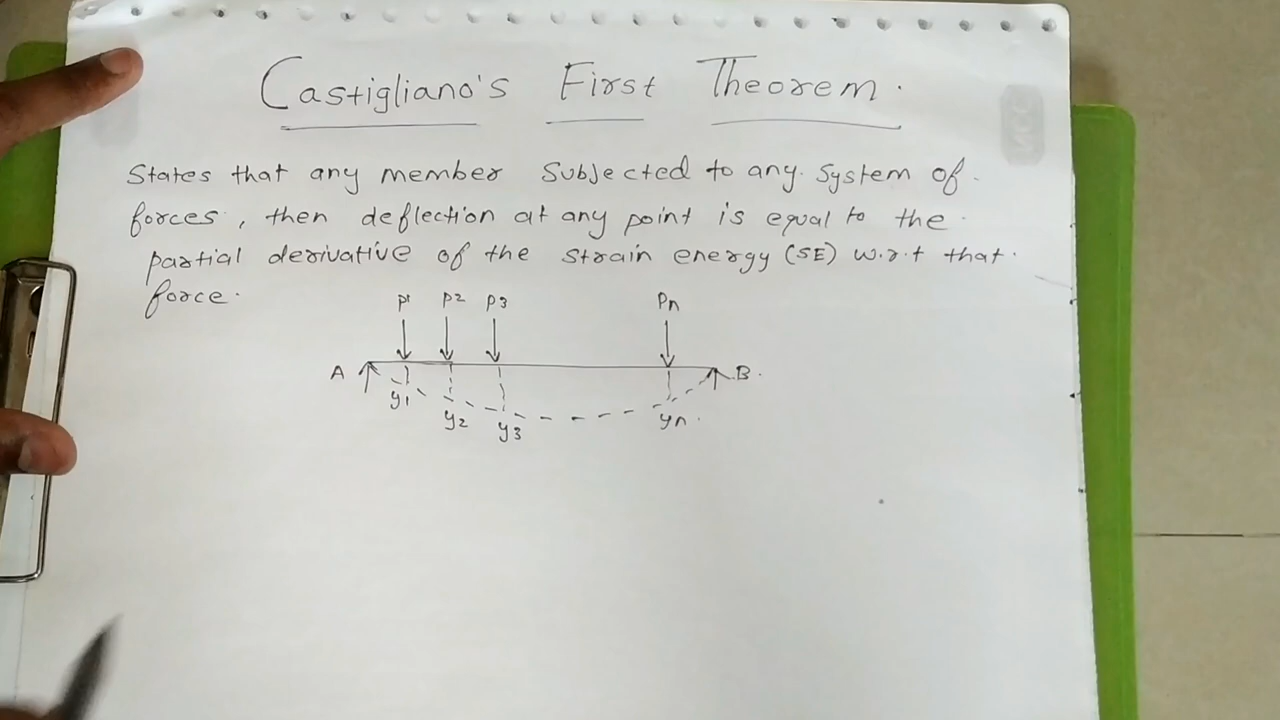 Castigliano's First Theorem.
States that any member Subjected to any. System of.
forces, then deflection at any point is equal to the.
partial derivative of the strain energy (SE) w.r.t that.
force.
P1 P2 P3 Pn
A B.
y1 y2 y3 yn.